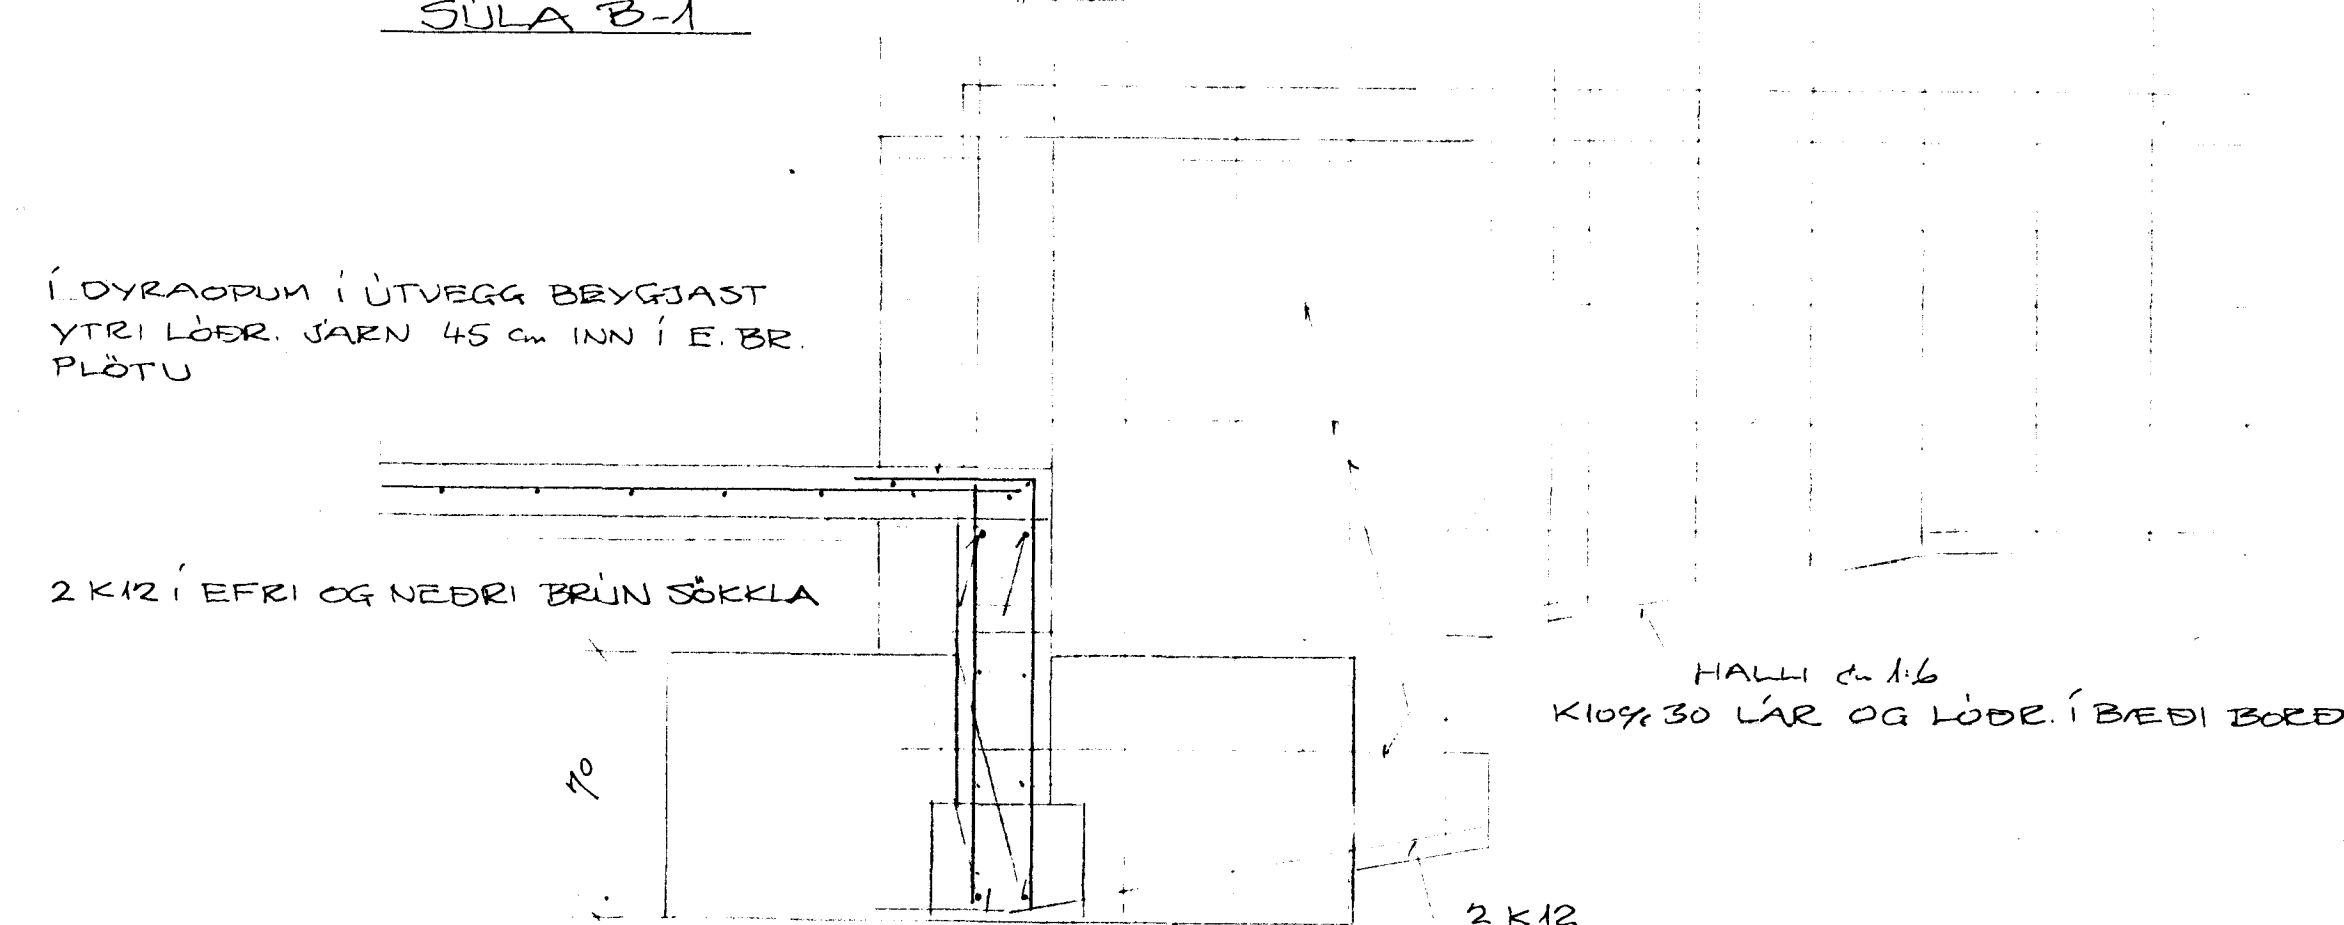 SÚLA B-1
Í DYRAOPUM Í ÚTVEGG BEYGJAST
YTRI LÓÐR. JÁRN 45 cm INN Í E. BR.
PLÖTU
2 K12 Í EFRI OG NEÐRI BRÚN SÖKKLA
70
HALLI ca 1:6
K10 % 30 LÁR OG LÓÐR. Í BÆÐI BORÐ
2 K12